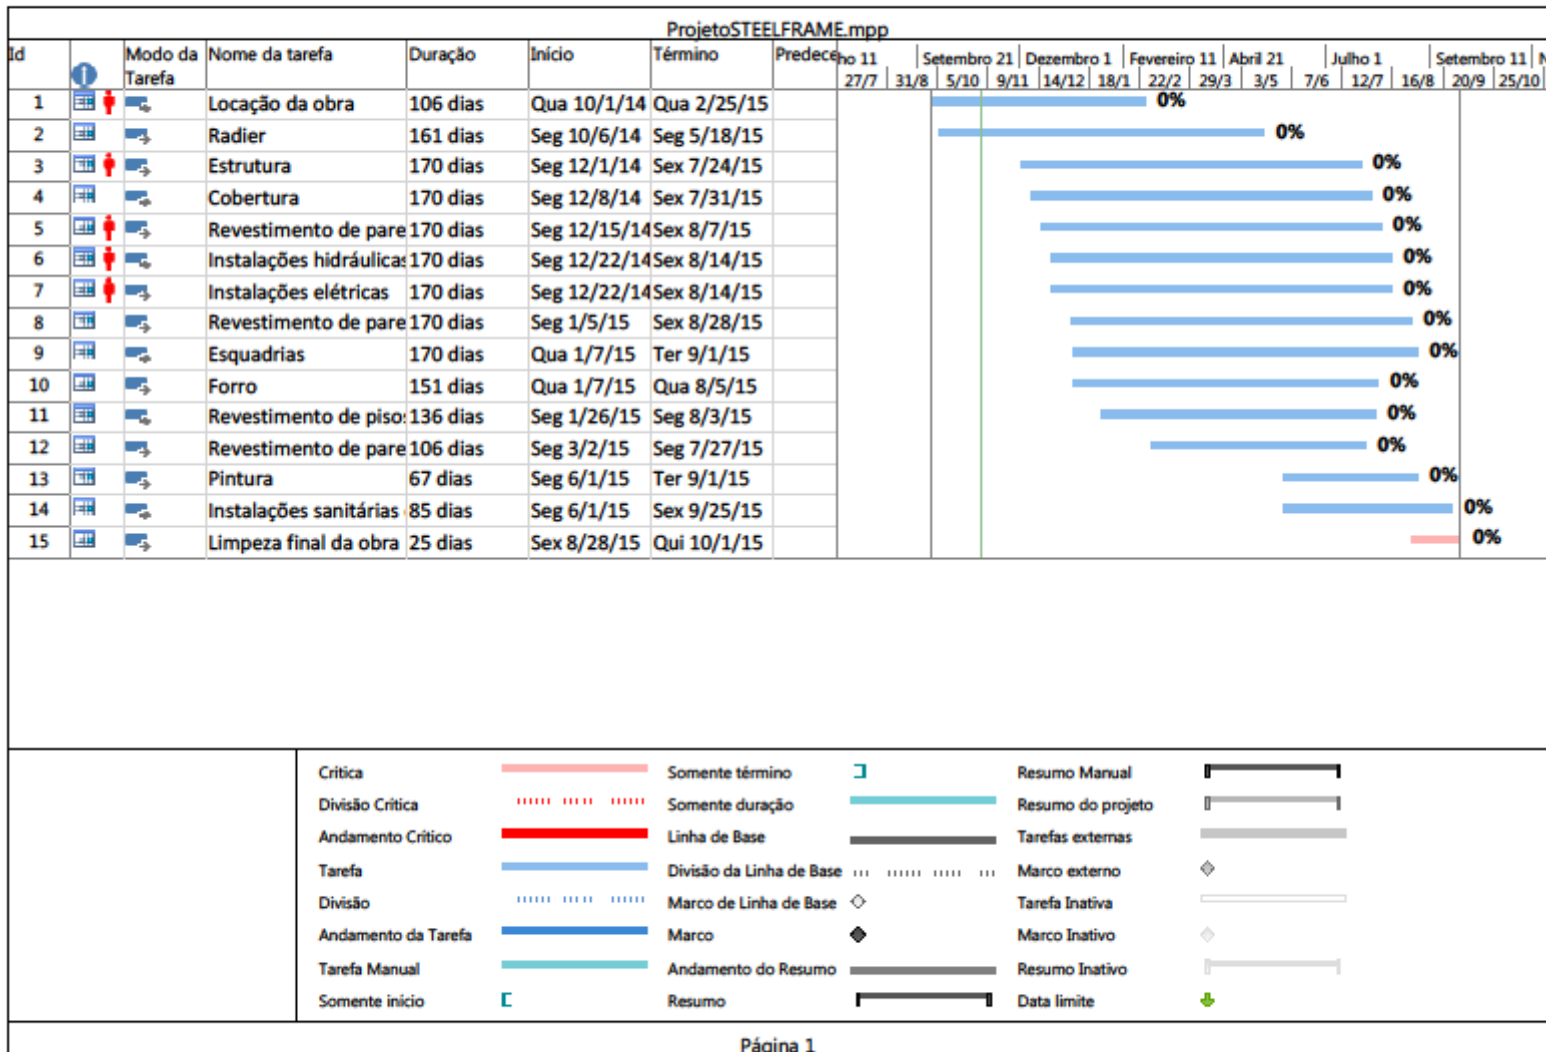 ProjetoSTEELFRAME.mpp
Id Modo da Tarefa Nome da tarefa Duração Início Término Predece
ho 11 Setembro 21 Dezembro 1 Fevereiro 11 Abril 21 Julho 1 Setembro 11 N
27/7 31/8 5/10 9/11 14/12 18/1 22/2 29/3 3/5 7/6 12/7 16/8 20/9 25/10
1 Locação da obra 106 dias Qua 10/1/14 Qua 2/25/15 0%
2 Radier 161 dias Seg 10/6/14 Seg 5/18/15 0%
3 Estrutura 170 dias Seg 12/1/14 Sex 7/24/15 0%
4 Cobertura 170 dias Seg 12/8/14 Sex 7/31/15 0%
5 Revestimento de pare 170 dias Seg 12/15/14 Sex 8/7/15 0%
6 Instalações hidráulicas 170 dias Seg 12/22/14 Sex 8/14/15 0%
7 Instalações elétricas 170 dias Seg 12/22/14 Sex 8/14/15 0%
8 Revestimento de pare 170 dias Seg 1/5/15 Sex 8/28/15 0%
9 Esquadrias 170 dias Qua 1/7/15 Ter 9/1/15 0%
10 Forro 151 dias Qua 1/7/15 Qua 8/5/15 0%
11 Revestimento de piso 136 dias Seg 1/26/15 Seg 8/3/15 0%
12 Revestimento de pare 106 dias Seg 3/2/15 Seg 7/27/15 0%
13 Pintura 67 dias Seg 6/1/15 Ter 9/1/15 0%
14 Instalações sanitárias 85 dias Seg 6/1/15 Sex 9/25/15 0%
15 Limpeza final da obra 25 dias Sex 8/28/15 Qui 10/1/15 0%
Crítica Somente término Resumo Manual
Divisão Crítica Somente duração Resumo do projeto
Andamento Crítico Linha de Base Tarefas externas
Tarefa Divisão da Linha de Base Marco externo
Divisão Marco de Linha de Base Tarefa Inativa
Andamento da Tarefa Marco Marco Inativo
Tarefa Manual Andamento do Resumo Resumo Inativo
Somente início Resumo Data limite
Página 1